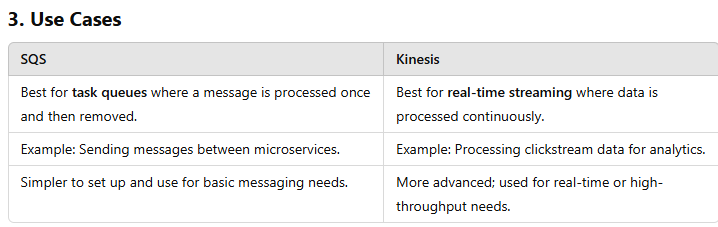 3. Use Cases
SQS
Kinesis
Best for task queues where a message is processed once
and then removed.
Best for real-time streaming where data is
processed continuously.
Example: Sending messages between microservices.
Example: Processing clickstream data for analytics.
Simpler to set up and use for basic messaging needs.
More advanced; used for real-time or high-
throughput needs.